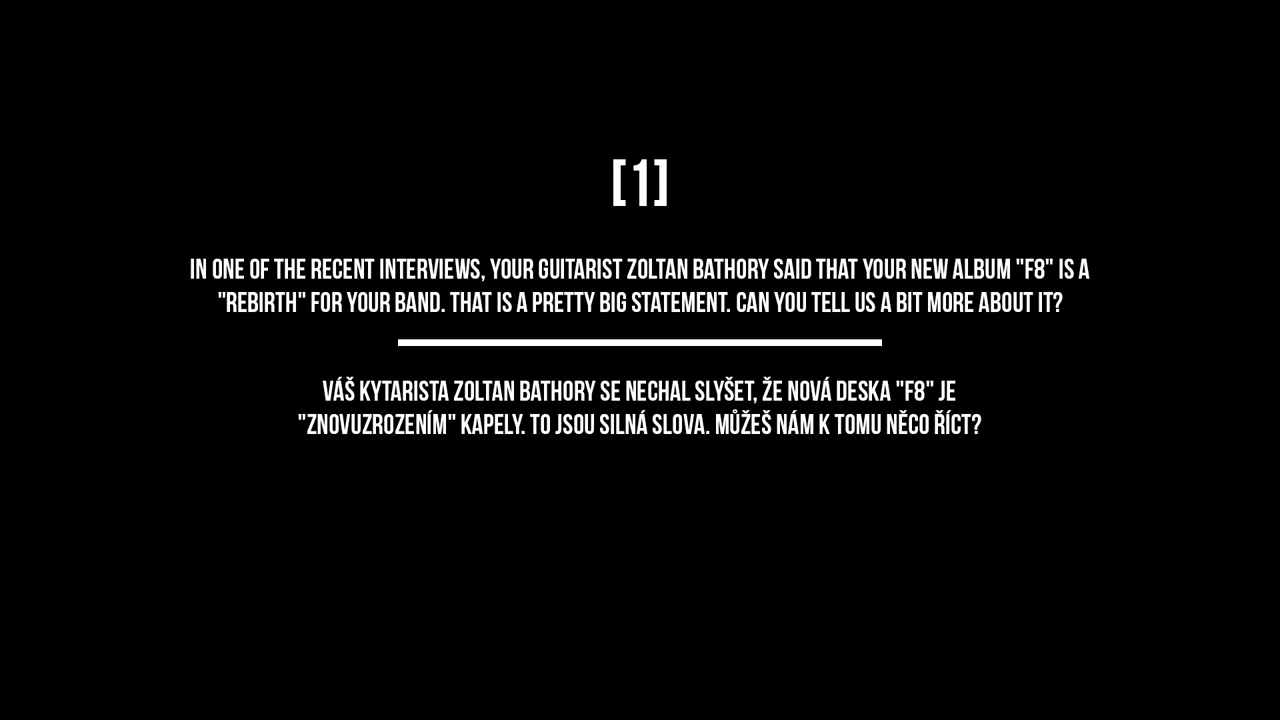 [1]
IN ONE OF THE RECENT INTERVIEWS, YOUR GUITARIST ZOLTAN BATHORY SAID THAT YOUR NEW ALBUM "F8" IS A
"REBIRTH" FOR YOUR BAND. THAT IS A PRETTY BIG STATEMENT. CAN YOU TELL US A BIT MORE ABOUT IT?
VÁŠ KYTARISTA ZOLTAN BATHORY SE NECHAL SLYŠET, ŽE NOVÁ DESKA "F8" JE
"ZNOVUZROZENÍM" KAPELY. TO JSOU SILNÁ SLOVA. MŮŽEŠ NÁM K TOMU NĚCO ŘÍCT?